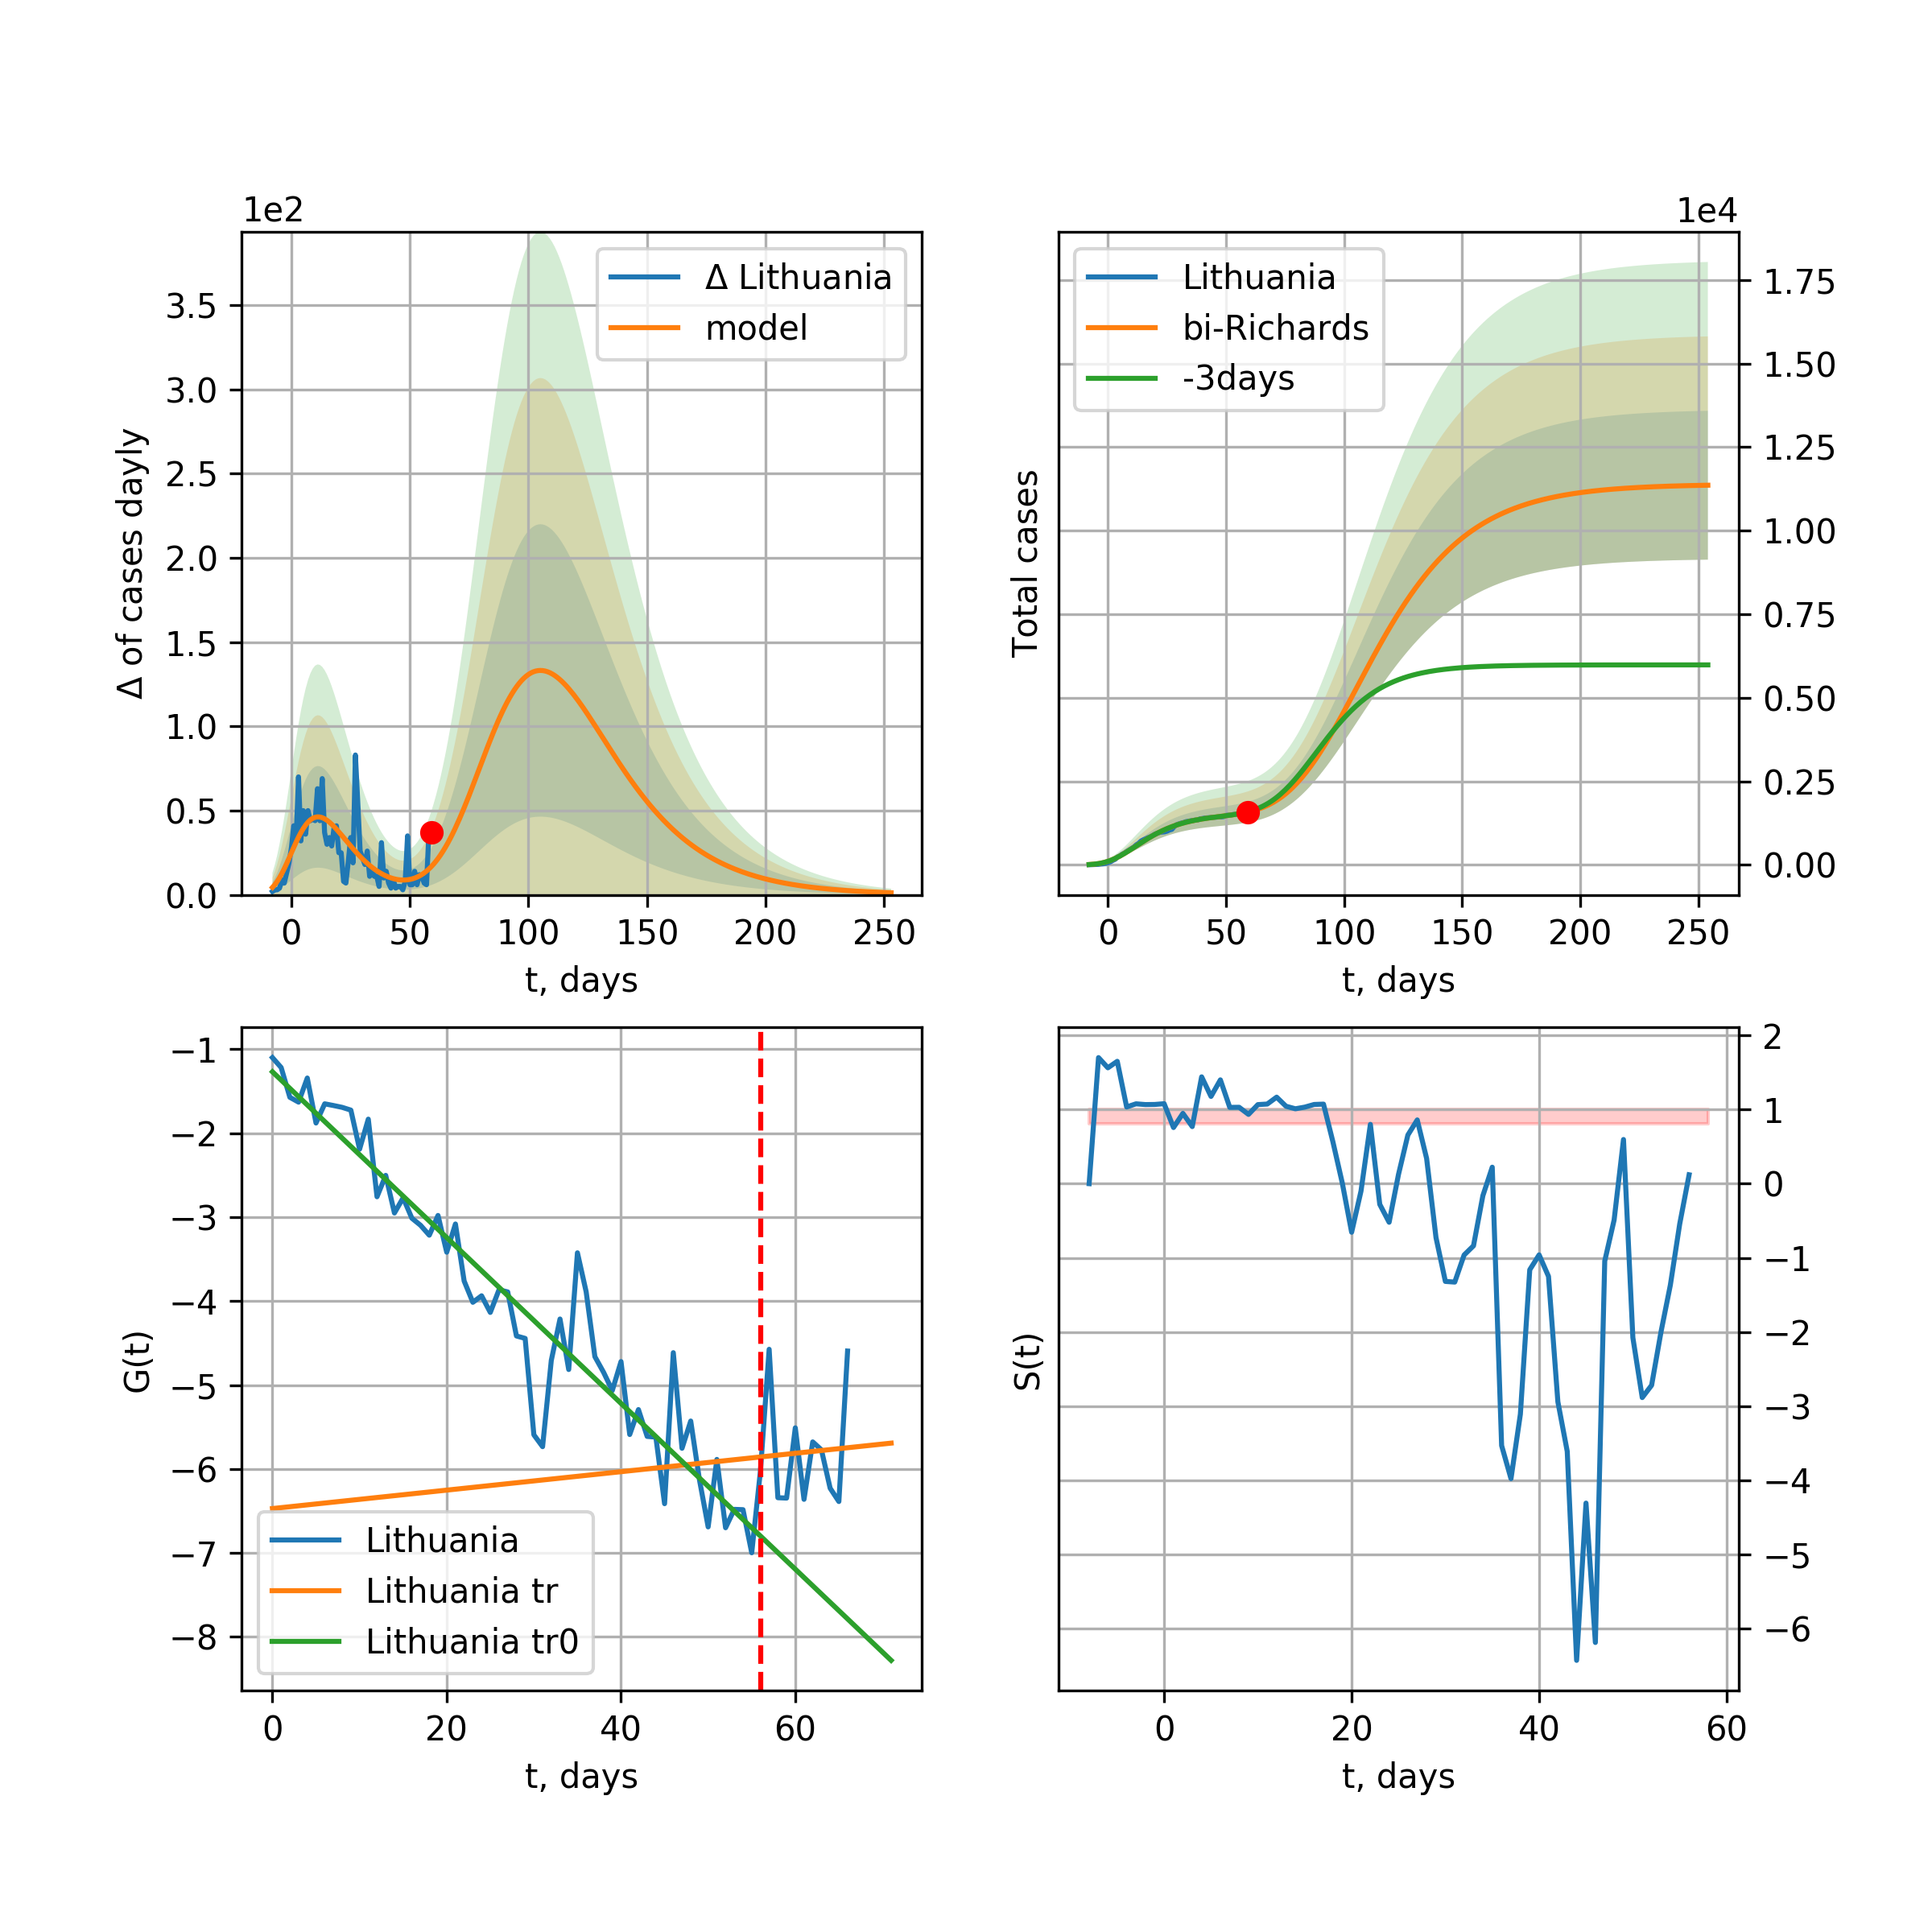 1e2
Δ Lithuania
model
3.5
3.0
2.5
2.0
1.5
1.0
0.5
0.0
Δ of cases dayly
0 50 100 150 200 250
t, days
1e4
Lithuania
bi-Richards
-3days
1.75
1.50
1.25
1.00
0.75
0.50
0.25
0.00
Total cases
0 50 100 150 200 250
t, days
−1
−2
−3
−4
−5
−6
−7
−8
G(t)
Lithuania
Lithuania tr
Lithuania tr0
0 20 40 60
t, days
2
1
0
−1
−2
−3
−4
−5
−6
S(t)
0 20 40 60
t, days